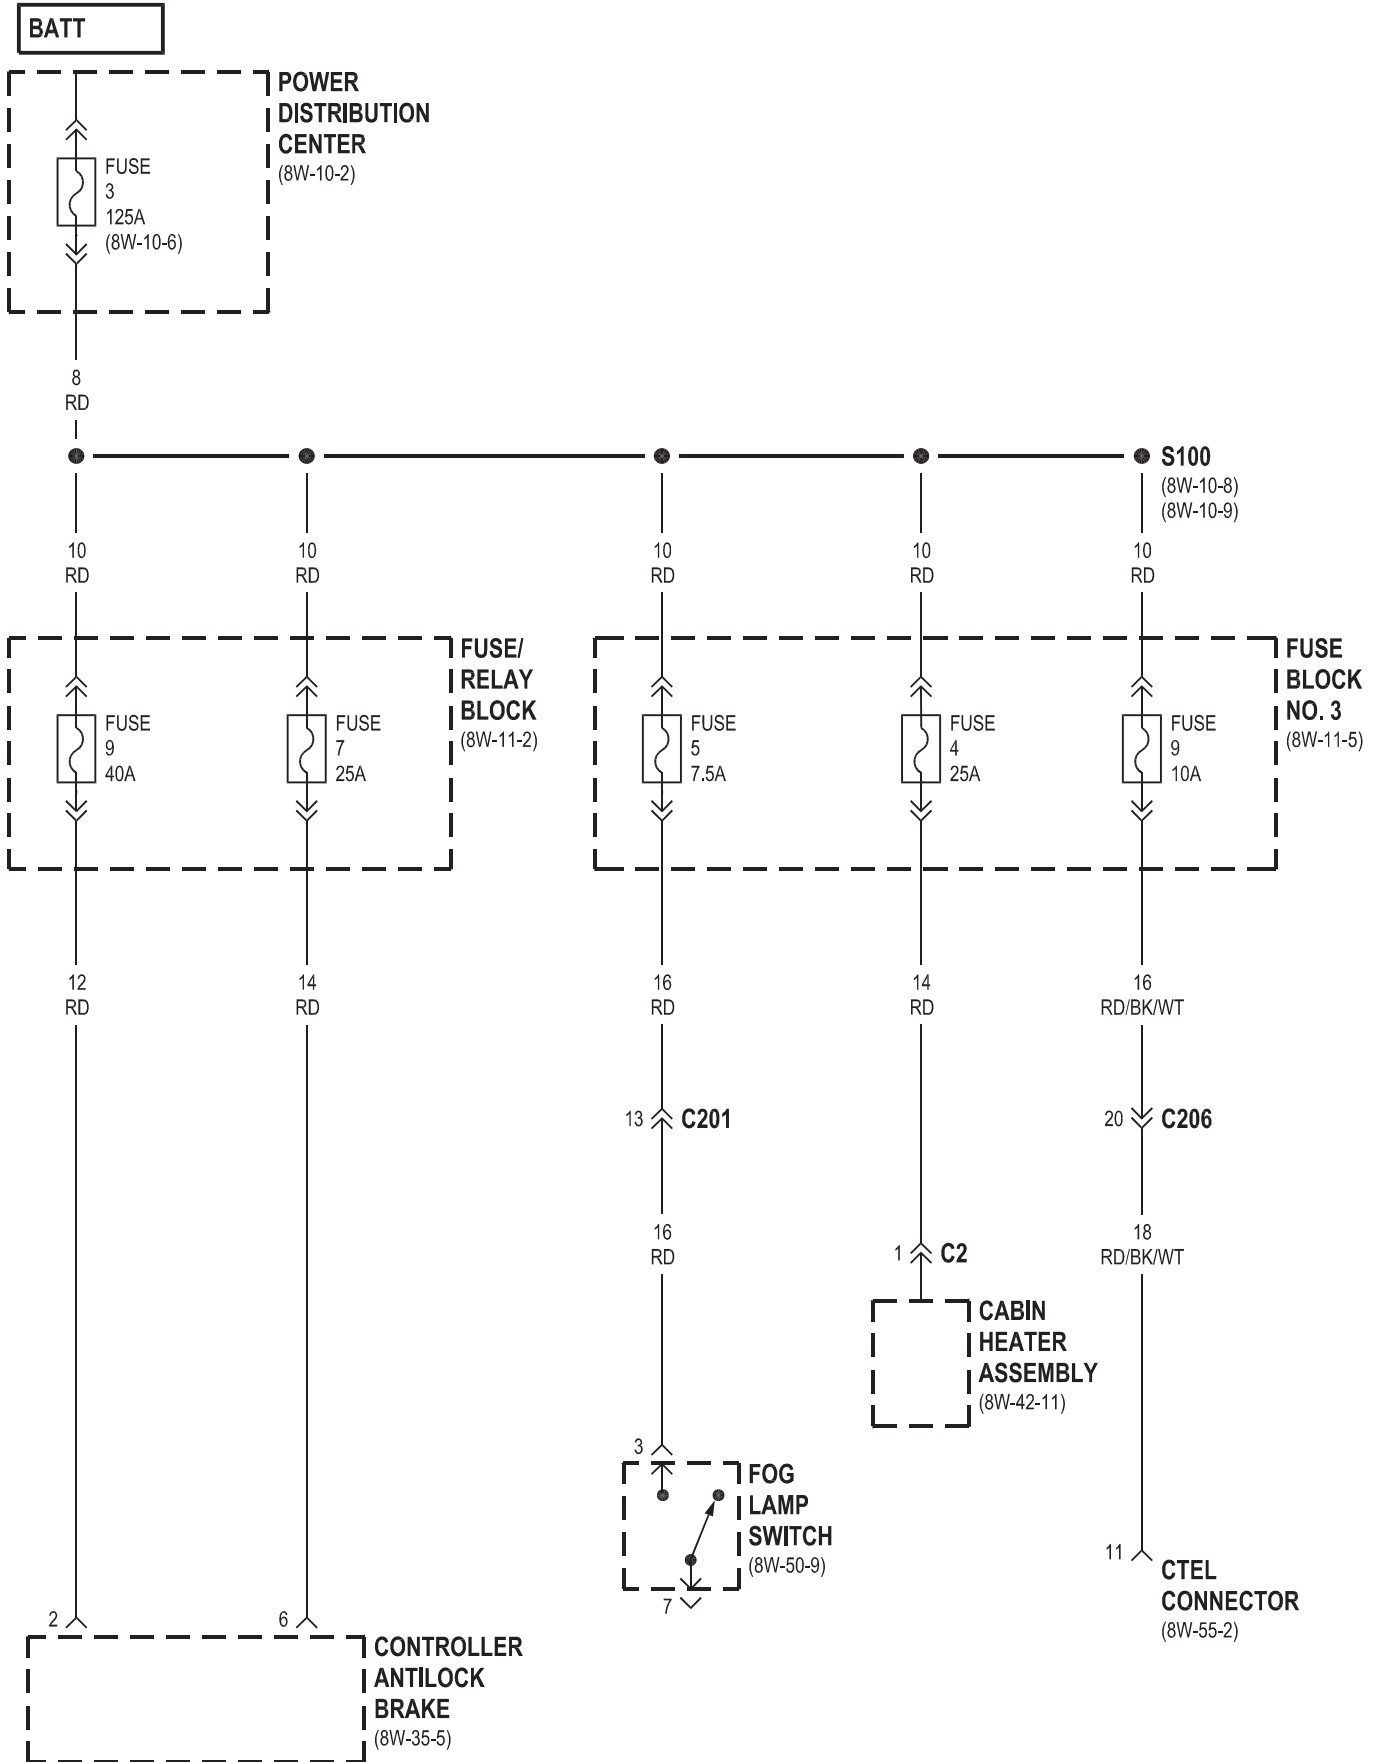 BATT
POWER
DISTRIBUTION
CENTER
(8W-10-2)
FUSE
3
125A
(8W-10-6)
8
RD
S100
(8W-10-8)
(8W-10-9)
10
RD
10
RD
10
RD
10
RD
10
RD
FUSE/
RELAY
BLOCK
(8W-11-2)
FUSE
9
40A
FUSE
7
25A
FUSE
BLOCK
NO. 3
(8W-11-5)
FUSE
5
7.5A
FUSE
4
25A
FUSE
9
10A
12
RD
14
RD
16
RD
14
RD
16
RD/BK/WT
13
C201
20
C206
16
RD
1
C2
18
RD/BK/WT
CABIN
HEATER
ASSEMBLY
(8W-42-11)
3
FOG
LAMP
SWITCH
(8W-50-9)
7
11
CTEL
CONNECTOR
(8W-55-2)
2
6
CONTROLLER
ANTILOCK
BRAKE
(8W-35-5)